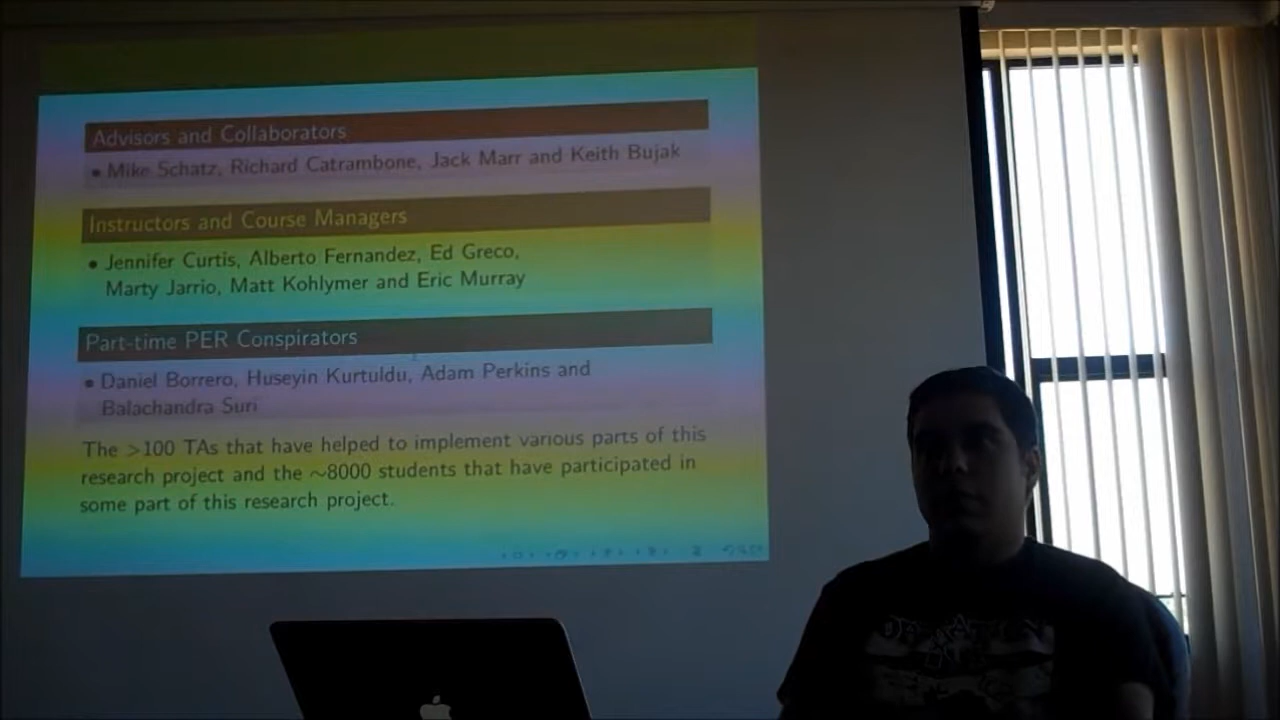 Advisors and Collaborators
• Mike Schatz, Richard Catrambone, Jack Marr and Keith Bujak
Instructors and Course Managers
• Jennifer Curtis, Alberto Fernandez, Ed Greco,
Marty Jarrio, Matt Kohlymer and Eric Murray
Part-time PER Conspirators
• Daniel Borrero, Huseyin Kurtuldu, Adam Perkins and
Balachandra Suri
The >100 TAs that have helped to implement various parts of this
research project and the ~8000 students that have participated in
some part of this research project.